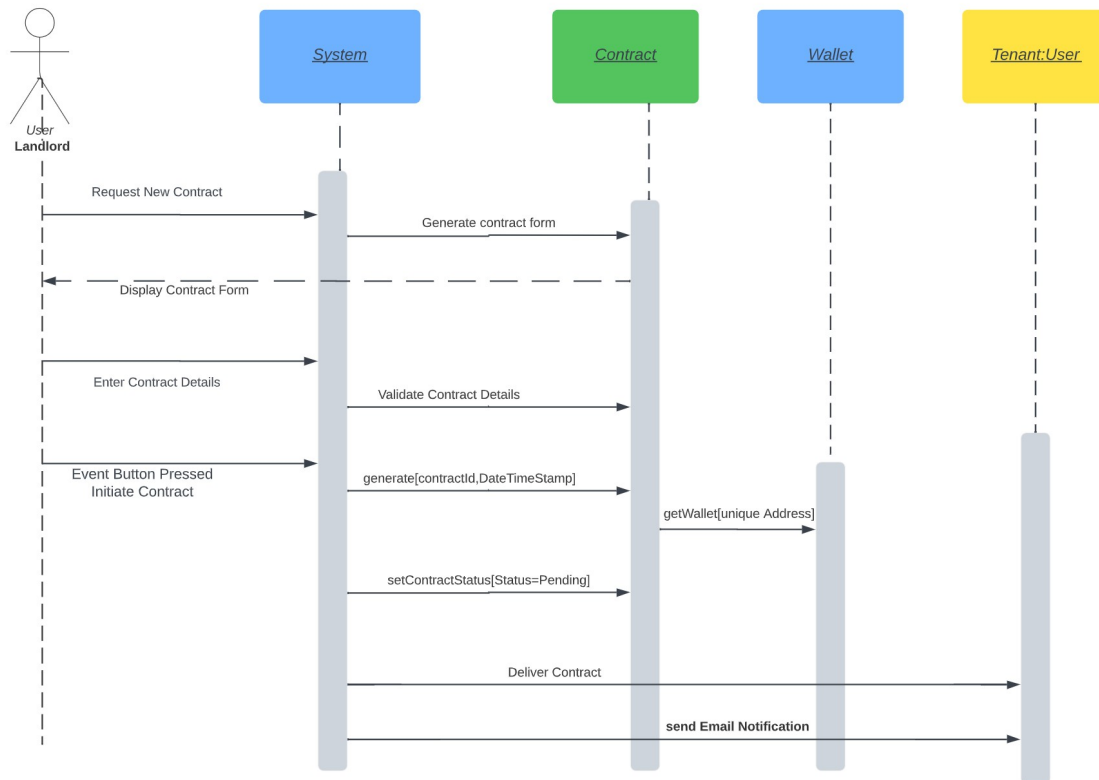 System
Contract
Wallet
Tenant:User
User
Landlord
Request New Contract
Generate contract form
Display Contract Form
Enter Contract Details
Validate Contract Details
Event Button Pressed
Initiate Contract
generate[contractId,DateTimeStamp]
getWallet[unique Address]
setContractStatus[Status=Pending]
Deliver Contract
send Email Notification